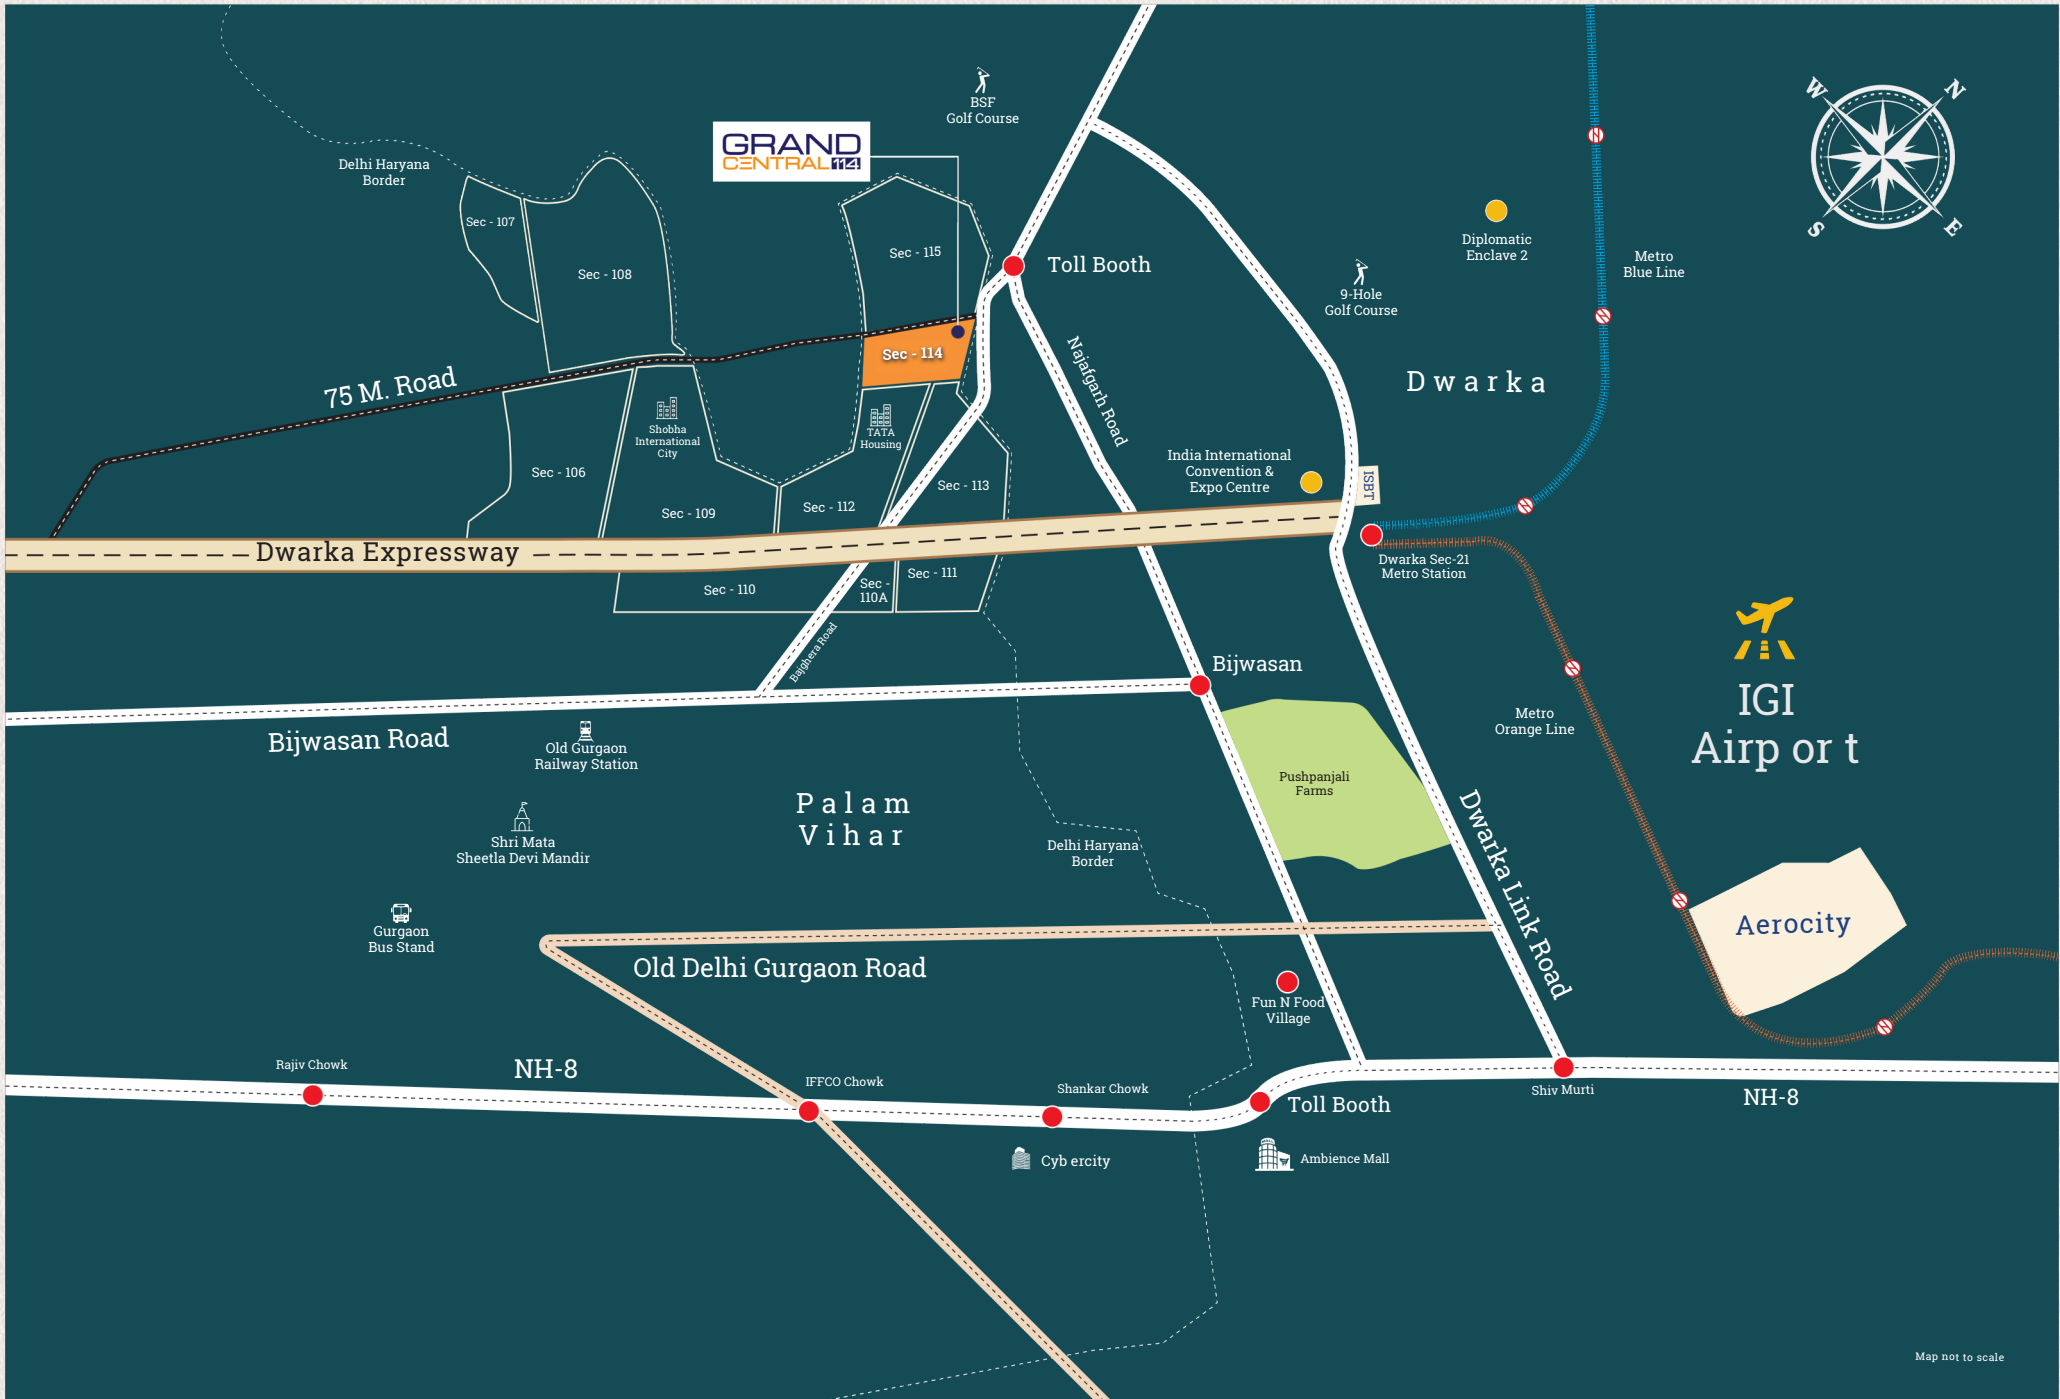 BSF
Golf Course
GRAND
CENTRAL 114
W
N
S
E
Delhi Haryana
Border
Sec - 107
Sec - 108
Sec - 115
Toll Booth
Diplomatic
Enclave 2
Metro
Blue Line
9-Hole
Golf Course
Sec - 114
75 M. Road
Najafgarh Road
Dwarka
Shobha
International
City
TATA
Housing
Sec - 106
Sec - 109
Sec - 112
Sec - 113
India International
Convention &
Expo Centre
ISBT
Dwarka Expressway
Dwarka Sec-21
Metro Station
Sec - 110
Sec -
110A
Sec - 111
Bajghera Road
Bijwasan
IGI
Airp or t
Metro
Orange Line
Bijwasan Road
Old Gurgaon
Railway Station
Pushpanjali
Farms
Palam
Vihar
Shri Mata
Sheetla Devi Mandir
Delhi Haryana
Border
Dwarka Link Road
Gurgaon
Bus Stand
Aerocity
Old Delhi Gurgaon Road
Fun N Food
Village
Rajiv Chowk
NH-8
IFFCO Chowk
Shankar Chowk
Toll Booth
Shiv Murti
NH-8
Cyb ercity
Ambience Mall
Map not to scale